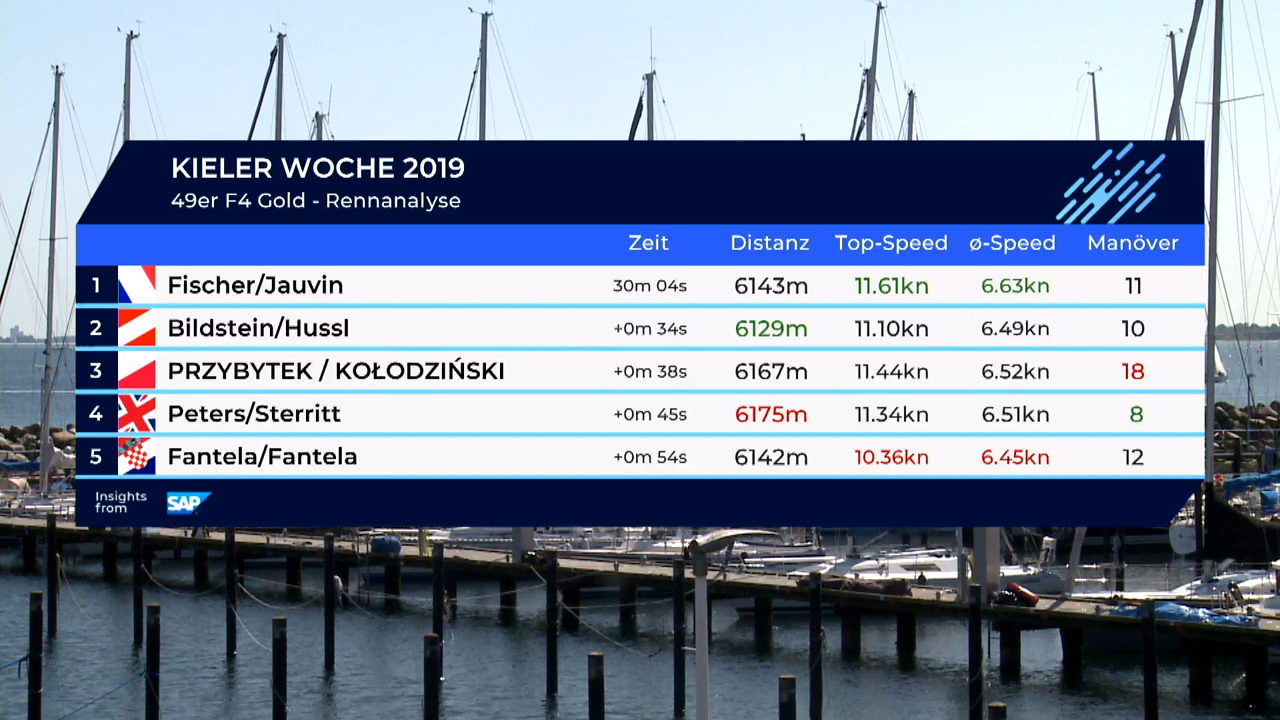 KIELER WOCHE 2019
49er F4 Gold - Rennanalyse
Zeit Distanz Top-Speed ø-Speed Manöver
1 Fischer/Jauvin 30m 04s 6143m 11.61kn 6.63kn 11
2 Bildstein/Hussl +0m 34s 6129m 11.10kn 6.49kn 10
3 PRZYBYTEK / KOŁODZIŃSKI +0m 38s 6167m 11.44kn 6.52kn 18
4 Peters/Sterritt +0m 45s 6175m 11.34kn 6.51kn 8
5 Fantela/Fantela +0m 54s 6142m 10.36kn 6.45kn 12
Insights
from
SAP